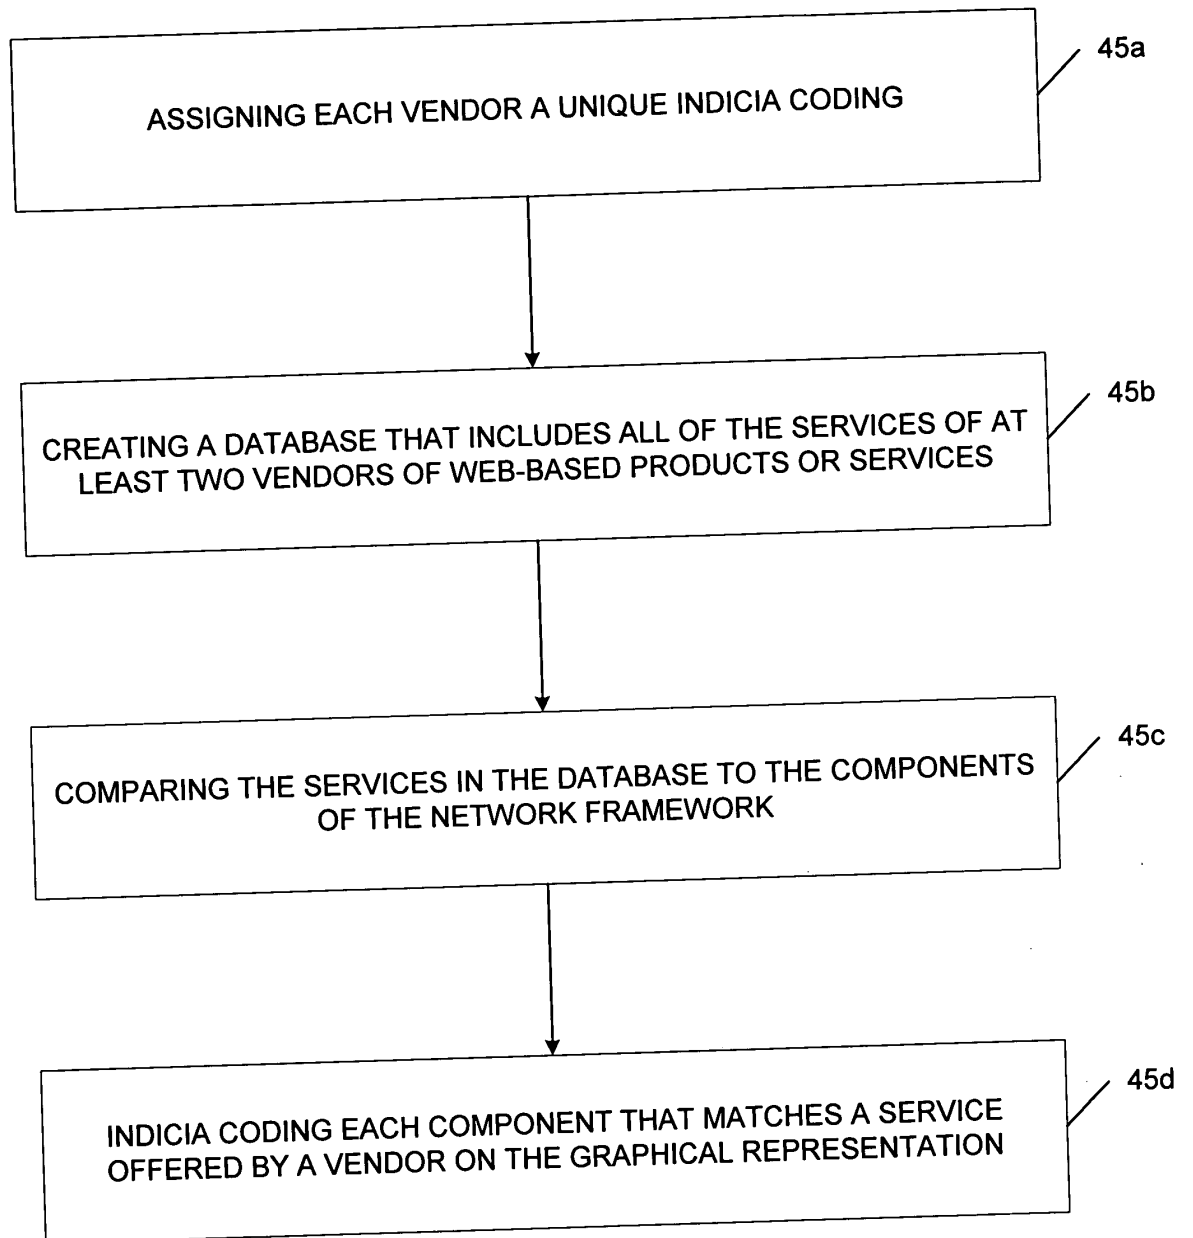 45a
ASSIGNING EACH VENDOR A UNIQUE INDICIA CODING
45b
CREATING A DATABASE THAT INCLUDES ALL OF THE SERVICES OF AT
LEAST TWO VENDORS OF WEB-BASED PRODUCTS OR SERVICES
45c
COMPARING THE SERVICES IN THE DATABASE TO THE COMPONENTS
OF THE NETWORK FRAMEWORK
45d
INDICIA CODING EACH COMPONENT THAT MATCHES A SERVICE
OFFERED BY A VENDOR ON THE GRAPHICAL REPRESENTATION